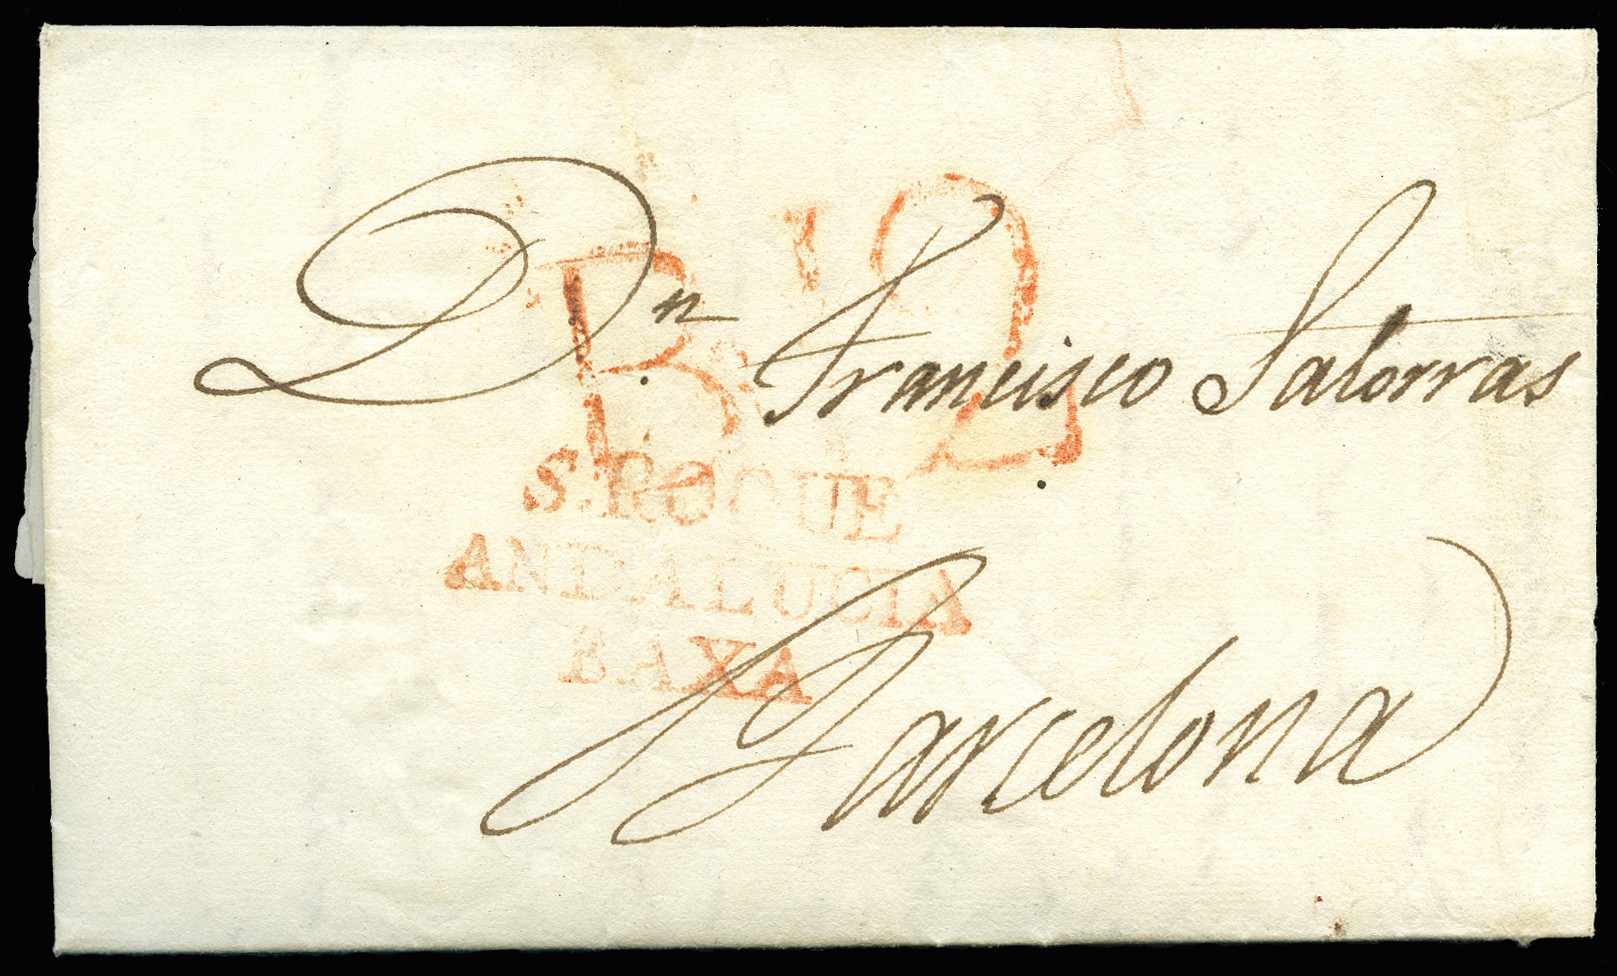 Dn. Francisco Satorras
R 12
S. ROQUE
ANDALUCIA
BAXA
Barcelona